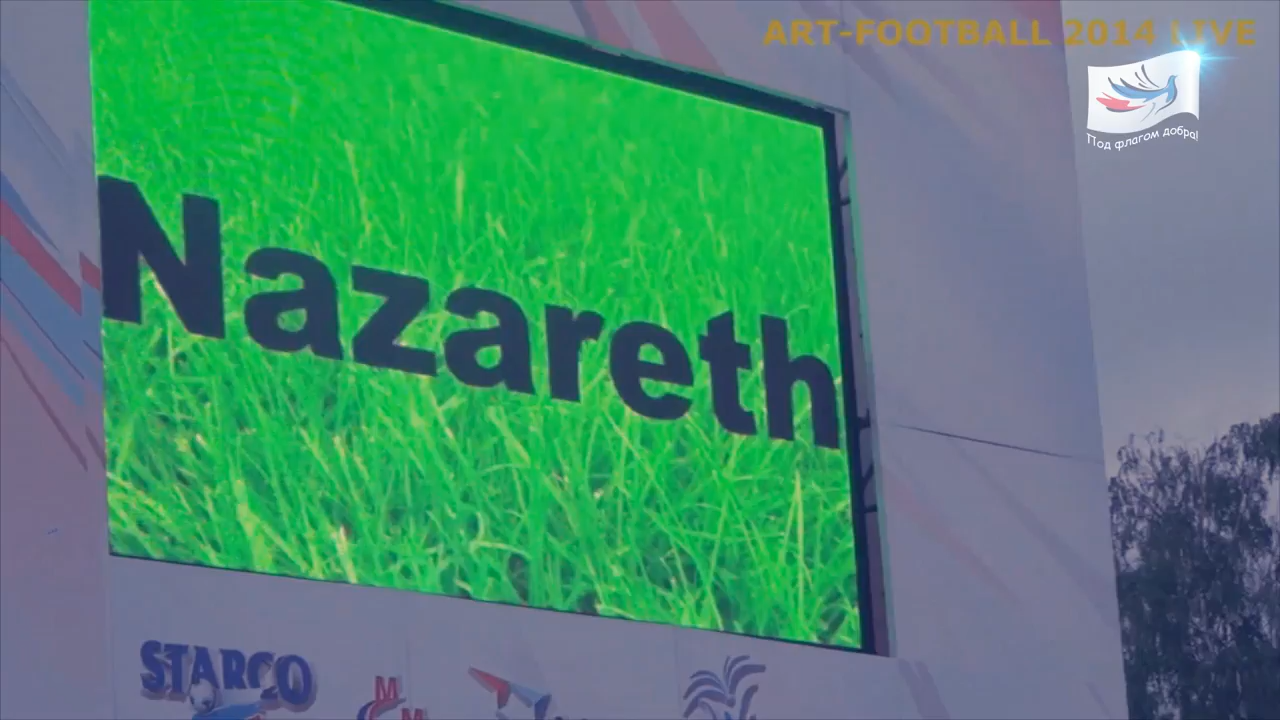 ART-FOOTBALL 2014 LIVE
Под флагом добра!
Nazareth
STARCO
M
M